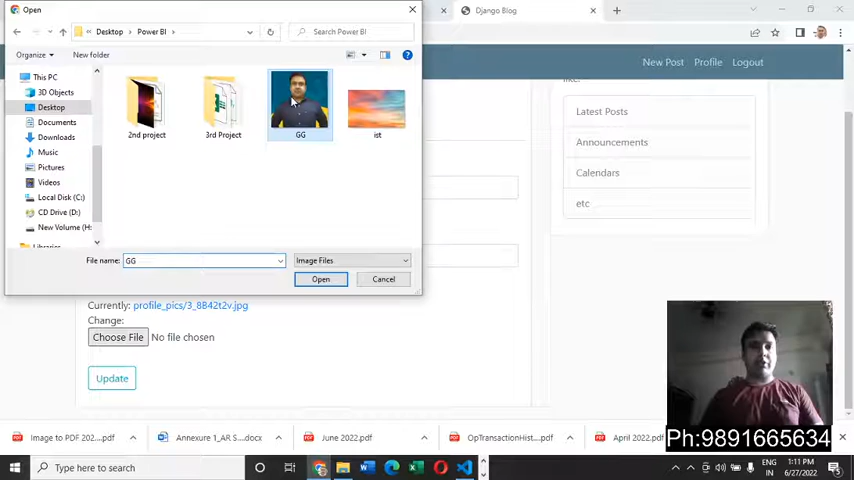 Open
Django Blog
Desktop
Power BI
Search Power BI
Organize
New folder
New Post
Profile
Logout
This PC
3D Objects
Desktop
Documents
Downloads
Music
Pictures
Videos
Local Disk (C:)
CD Drive (D:)
New Volume (H:
2nd project
3rd Project
GG
ist
like.
Latest Posts
Announcements
Calendars
etc
File name:
GG
Image Files
Open
Cancel
Currently: profile_pics/3_8B42t2v.jpg
Change:
Choose File No file chosen
Update
Ph:9891665634
Image to PDF 202....pdf
Annexure 1_AR S....docx
June 2022.pdf
OpTransactionHist....pdf
April 2022.pdf
Type here to search
ENG
IN
1:11 PM
6/27/2022